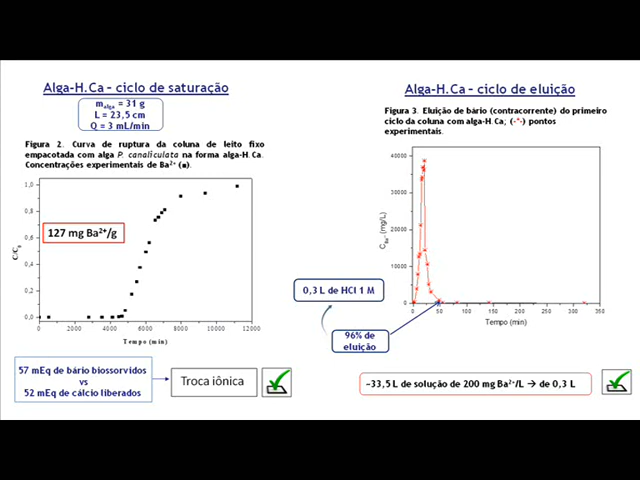 Alga-H.Ca – ciclo de saturação
m_alga = 31 g
L = 23,5 cm
Q = 3 mL/min
Figura 2. Curva de ruptura da coluna de leito fixo
empacotada com alga P. canaliculata na forma alga-H.Ca.
Concentrações experimentais de Ba²⁺ (■).
1,0
0,8
0,6
0,4
0,2
0,0
C/C₀
127 mg Ba²⁺/g
0 2000 4000 6000 8000 10000 12000
Tempo (min)
57 mEq de bário biossorvidos
vs
52 mEq de cálcio liberados
Troca iônica
Alga-H.Ca – ciclo de eluição
Figura 3. Eluição de bário (contracorrente) do primeiro
ciclo da coluna com alga-H.Ca; (-*-) pontos
experimentais.
40000
30000
20000
10000
0
C_Ba²⁺ (mg/L)
0 50 100 150 200 250 300 350
Tempo (min)
0,3 L de HCl 1 M
96% de
eluição
~33,5 L de solução de 200 mg Ba²⁺/L → de 0,3 L